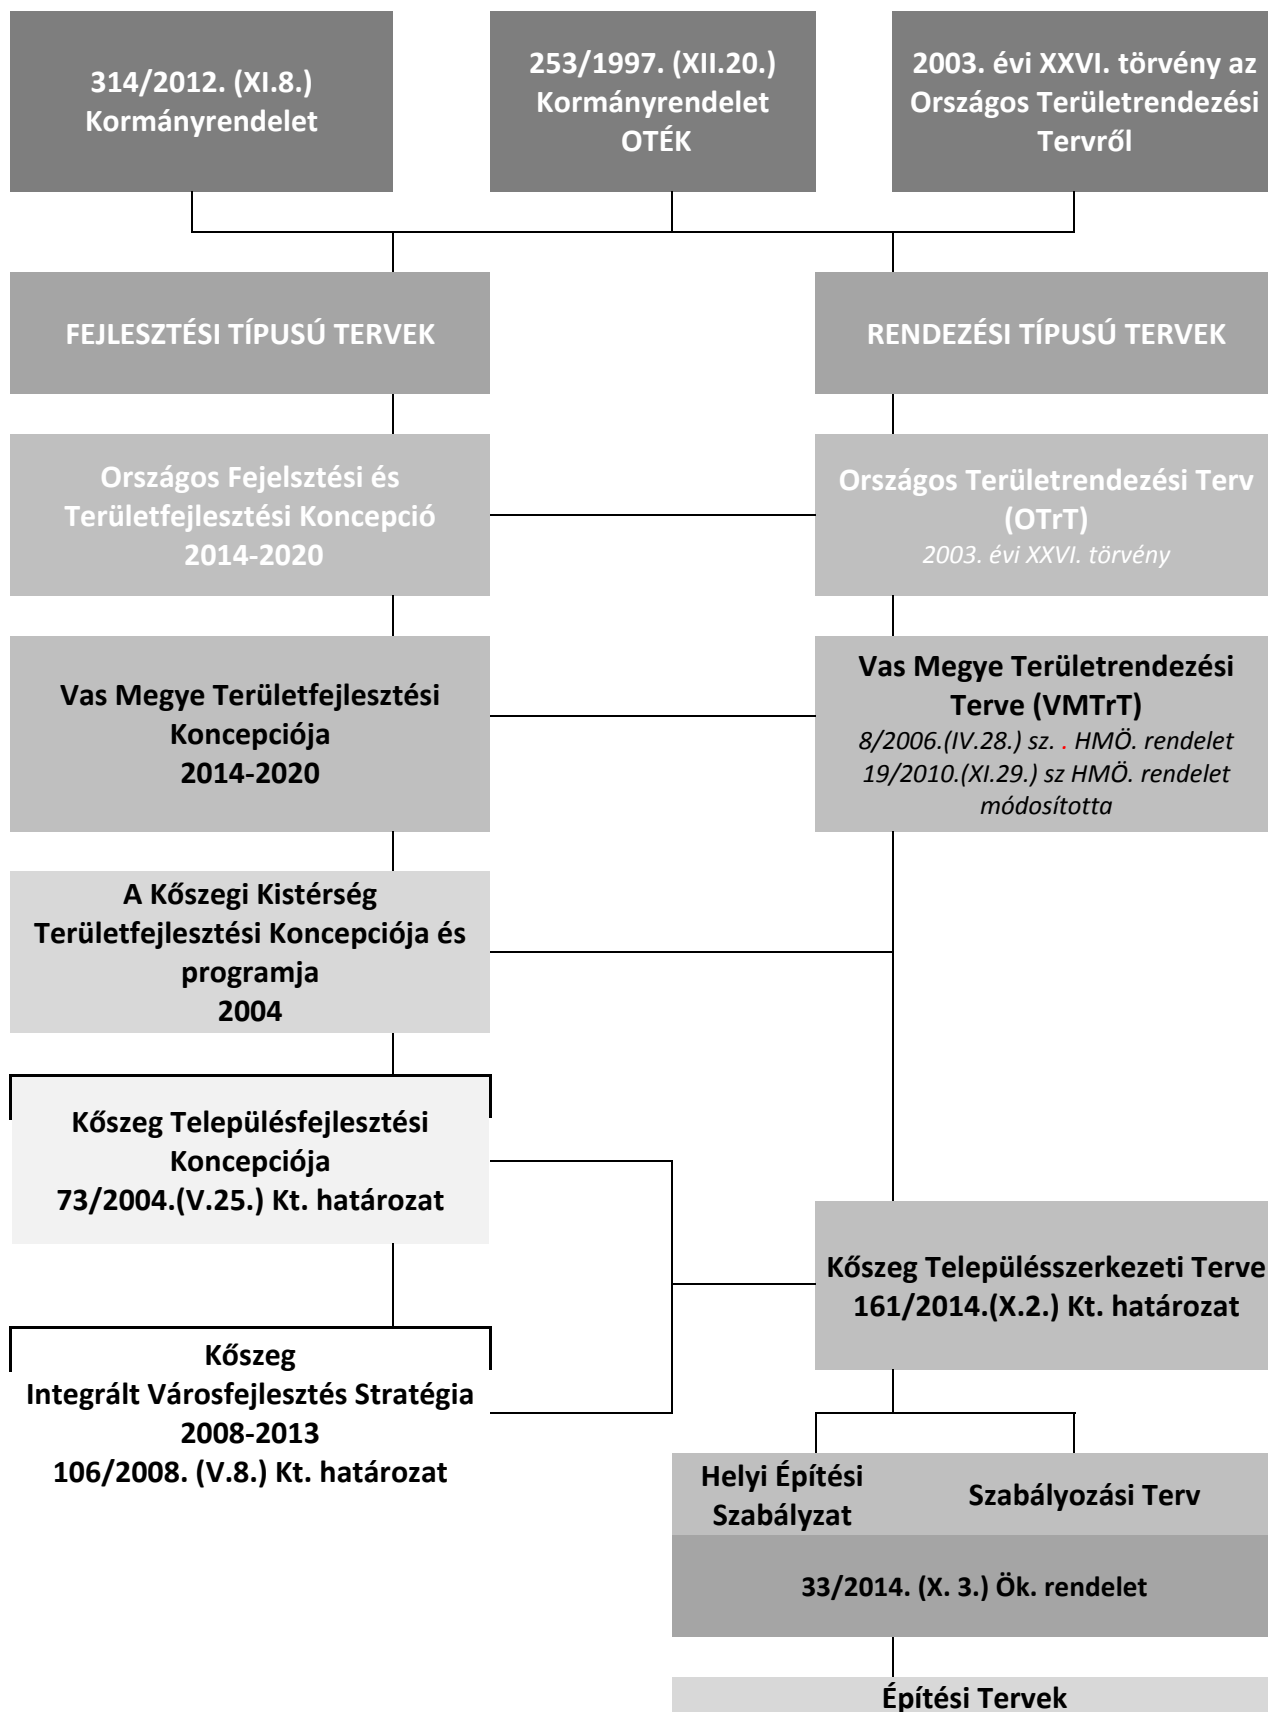 314/2012. (XI.8.)
Kormányrendelet
253/1997. (XII.20.)
Kormányrendelet
OTÉK
2003. évi XXVI. törvény az
Országos Területrendezési
Tervről
FEJLESZTÉSI TÍPUSÚ TERVEK
RENDEZÉSI TÍPUSÚ TERVEK
Országos Fejelsztési és
Területfejlesztési Koncepció
2014-2020
Országos Területrendezési Terv
(OTrT)
2003. évi XXVI. törvény
Vas Megye Területfejlesztési
Koncepciója
2014-2020
Vas Megye Területrendezési
Terve (VMTrT)
8/2006.(IV.28.) sz. . HMÖ. rendelet
19/2010.(XI.29.) sz HMÖ. rendelet
módosította
A Kőszegi Kistérség
Területfejlesztési Koncepciója és
programja
2004
Kőszeg Településfejlesztési
Koncepciója
73/2004.(V.25.) Kt. határozat
Kőszeg Településszerkezeti Terve
161/2014.(X.2.) Kt. határozat
Kőszeg
Integrált Városfejlesztés Stratégia
2008-2013
106/2008. (V.8.) Kt. határozat
Helyi Építési
Szabályzat
Szabályozási Terv
33/2014. (X. 3.) Ök. rendelet
Építési Tervek